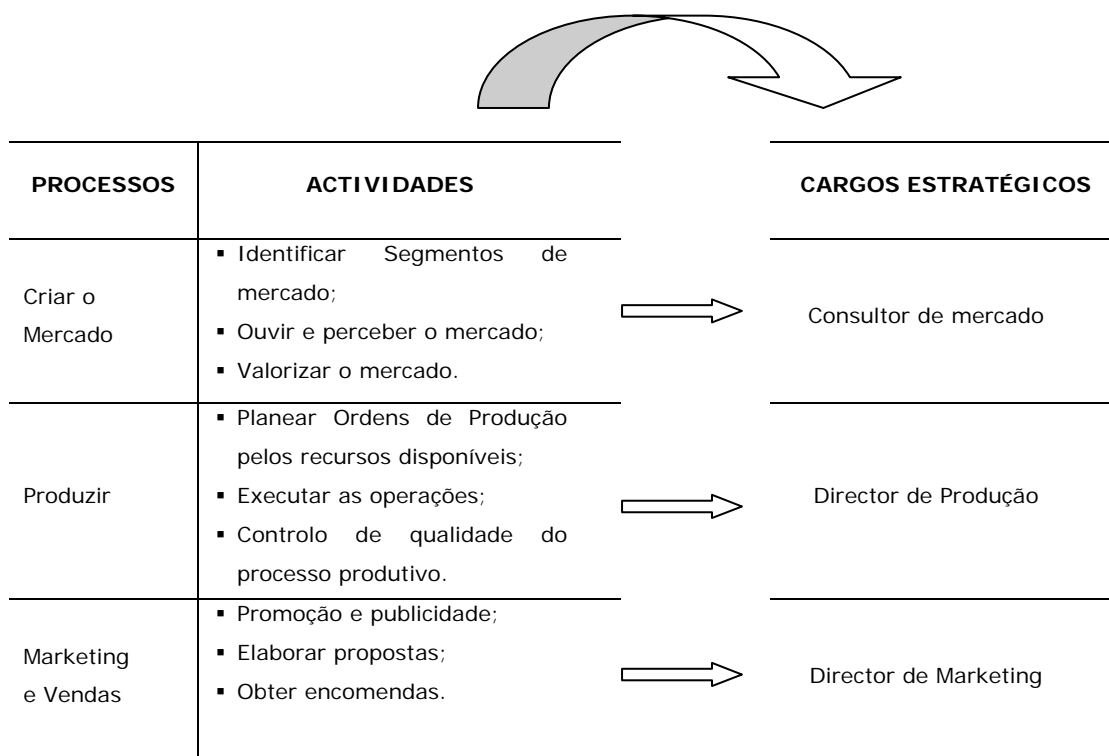 PROCESSOS ACTIVIDADES CARGOS ESTRATÉGICOS
Criar o
Mercado
▪ Identificar Segmentos de
mercado;
▪ Ouvir e perceber o mercado;
▪ Valorizar o mercado.
Consultor de mercado
Produzir
▪ Planear Ordens de Produção
pelos recursos disponíveis;
▪ Executar as operações;
▪ Controlo de qualidade do
processo produtivo.
Director de Produção
Marketing
e Vendas
▪ Promoção e publicidade;
▪ Elaborar propostas;
▪ Obter encomendas.
Director de Marketing